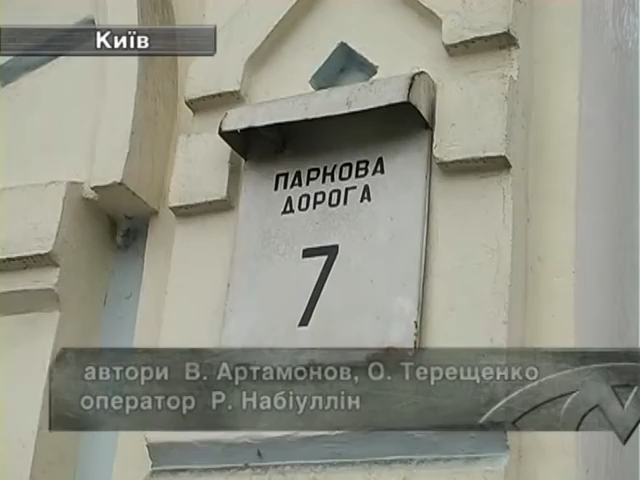 Київ
ПАРКОВА
ДОРОГА
7
автори В. Артамонов, О. Терещенко
оператор Р. Набіуллін